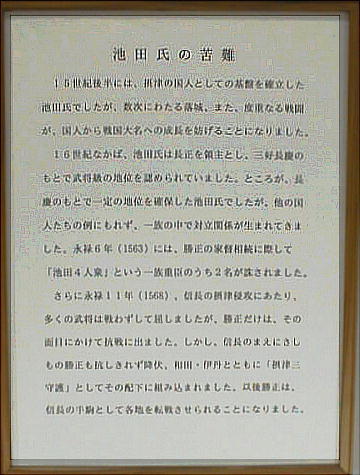 池田氏の苦難
15世紀後半には、摂津の国人としての基盤を確立した
池田氏でしたが、数次にわたる落城、また、度重なる戦闘
が、国人から戦国大名への成長を妨げることになりました。
16世紀なかば、池田氏は長正を領主とし、三好長慶の
もとで武将級の地位を認められていました。ところが、長
慶のもとで一定の地位を確保した池田氏でしたが、他の国
人たちの例にもれず、一族の中で対立関係が生まれてきま
した。永禄6年(1563)には、勝正の家督相続に際して
「池田4人衆」という一族重臣のうち2名が誅されました。
さらに永禄11年(1568)、信長の摂津侵攻にあたり、
多くの武将は戦わずして屈しましたが、勝正だけは、その
面目にかけて抗戦に出ました。しかし、信長のまえにさし
もの勝正も抗しきれず降伏、和田・伊丹とともに「摂津三
守護」としてその配下に組み込まれました。以後勝正は、
信長の手駒として各地を転戦させられることになりました。